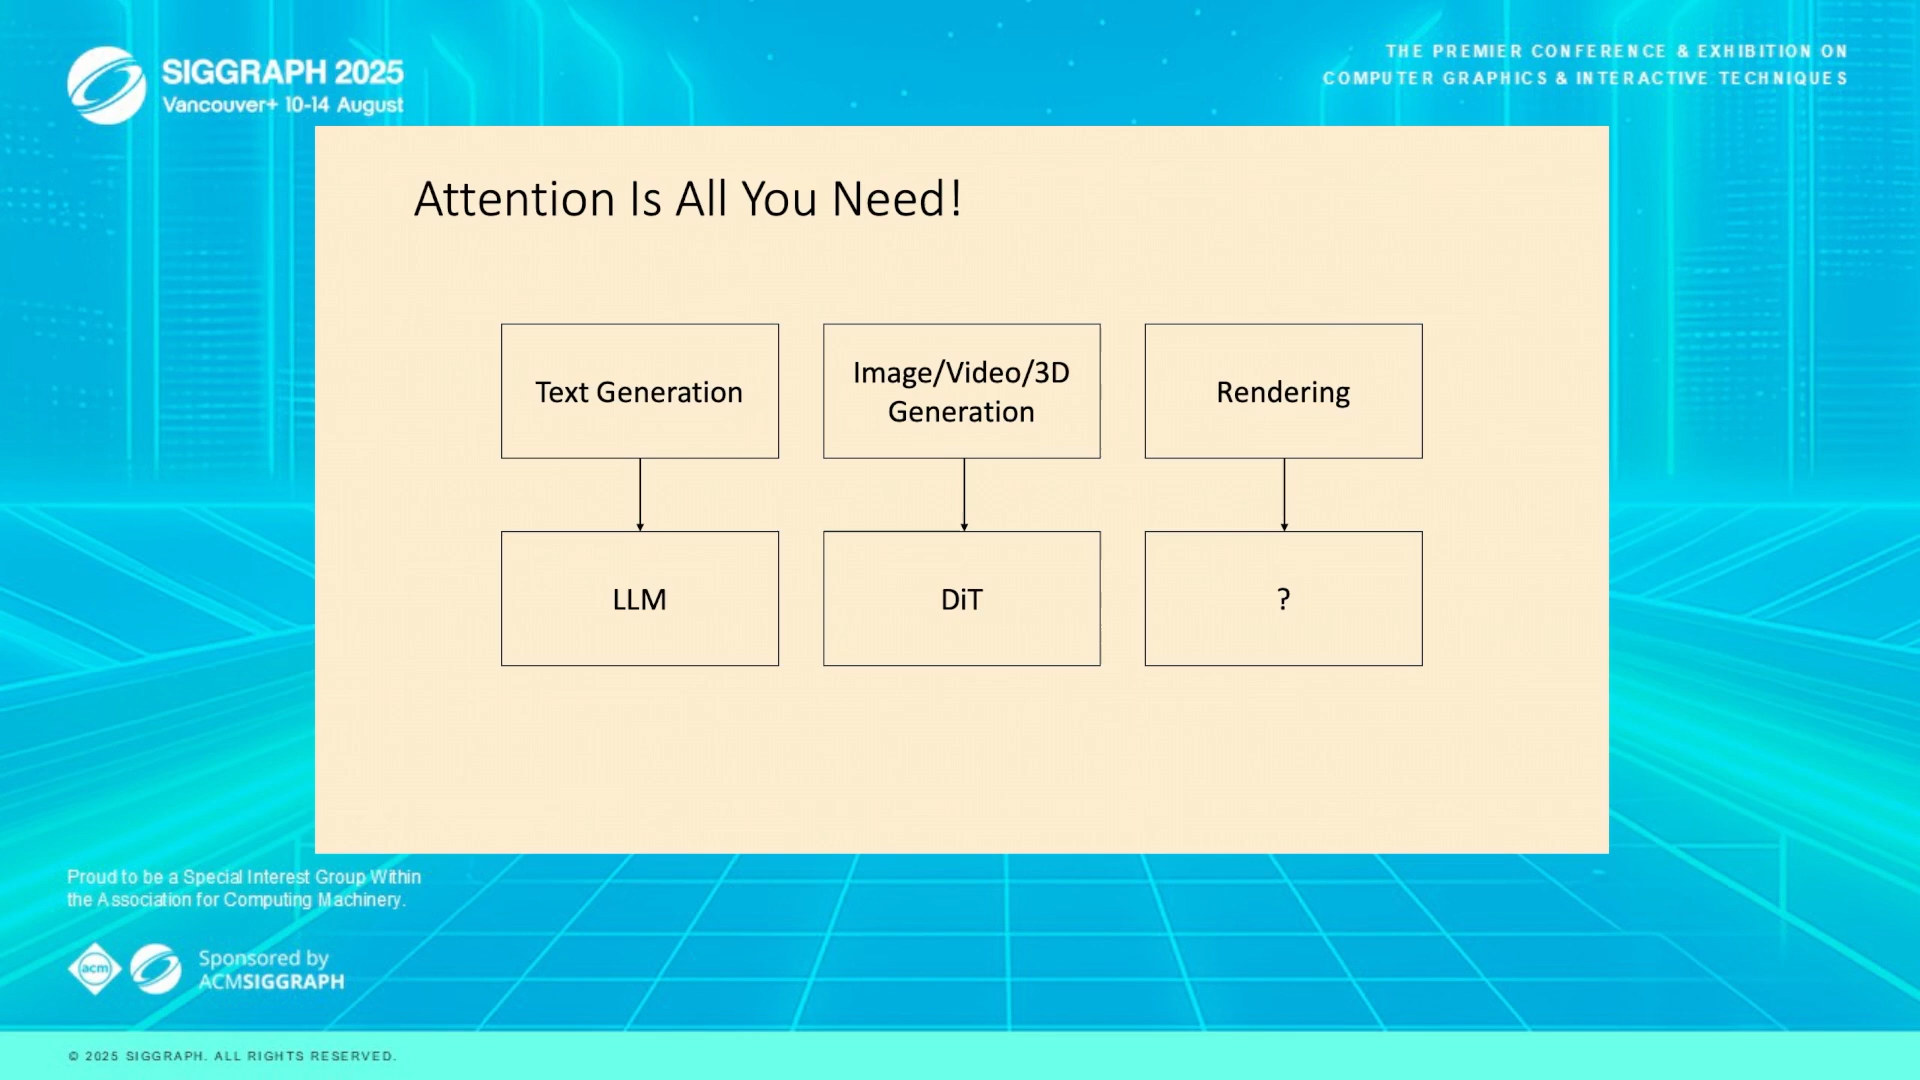 SIGGRAPH 2025
Vancouver+ 10-14 August
THE PREMIER CONFERENCE & EXHIBITION ON
COMPUTER GRAPHICS & INTERACTIVE TECHNIQUES
Attention Is All You Need!
Text Generation
Image/Video/3D
Generation
Rendering
LLM
DiT
?
Proud to be a Special Interest Group Within
the Association for Computing Machinery.
acm
Sponsored by
ACMSIGGRAPH
© 2025 SIGGRAPH. ALL RIGHTS RESERVED.